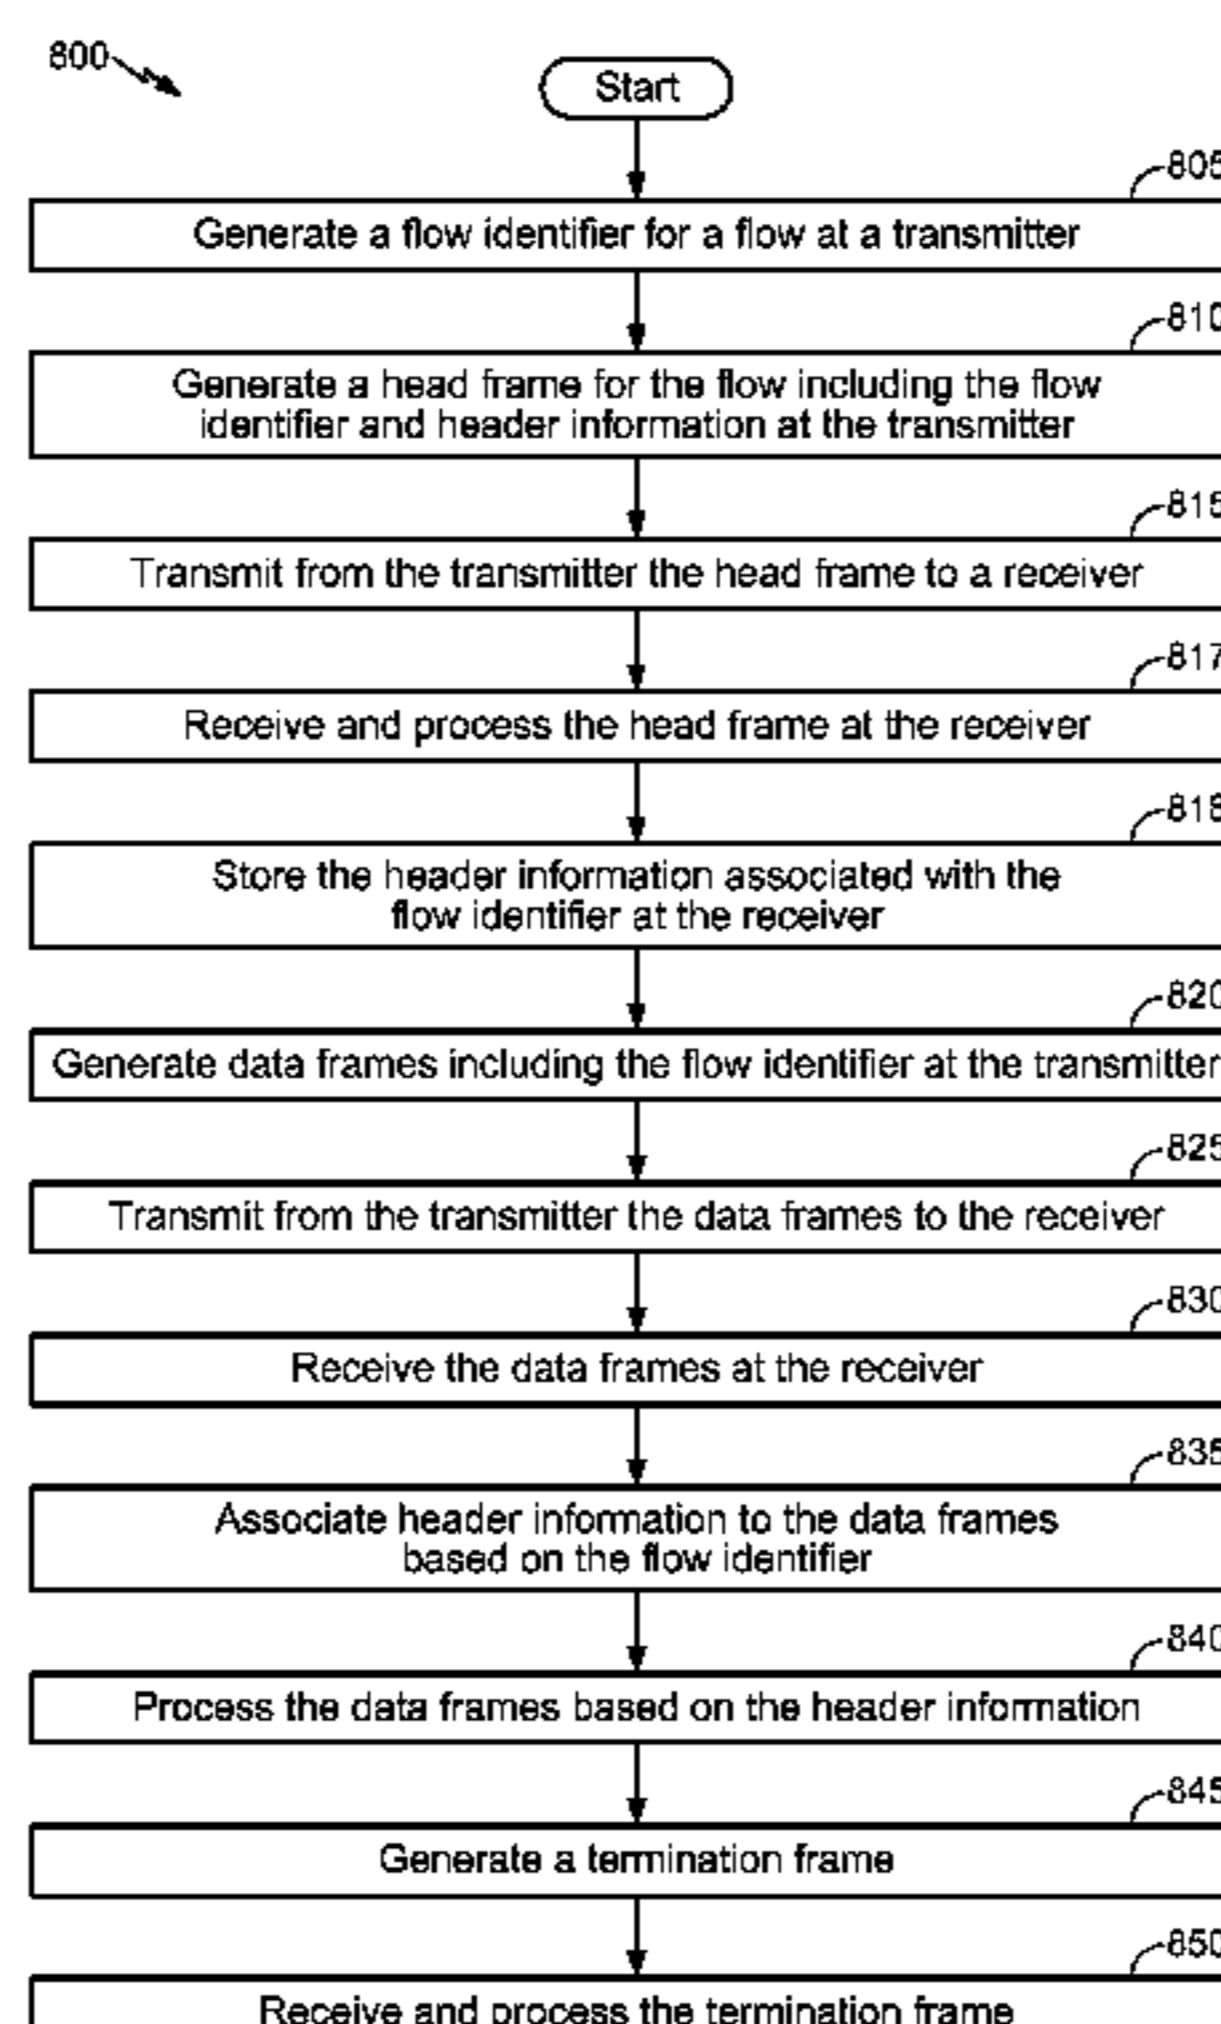 800
Start
805
Generate a flow identifier for a flow at a transmitter
810
Generate a head frame for the flow including the flow
identifier and header information at the transmitter
815
Transmit from the transmitter the head frame to a receiver
817
Receive and process the head frame at the receiver
818
Store the header information associated with the
flow identifier at the receiver
820
Generate data frames including the flow identifier at the transmitter
825
Transmit from the transmitter the data frames to the receiver
830
Receive the data frames at the receiver
835
Associate header information to the data frames
based on the flow identifier
840
Process the data frames based on the header information
845
Generate a termination frame
850
Receive and process the termination frame